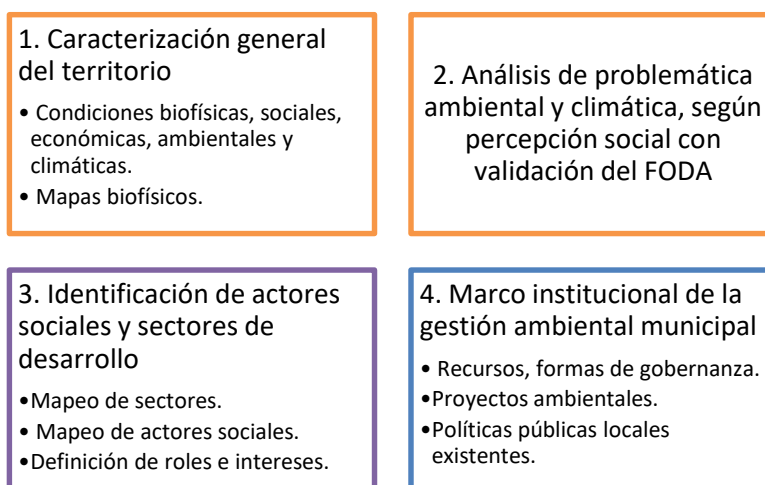 1. Caracterización general
del territorio
• Condiciones biofísicas, sociales,
económicas, ambientales y
climáticas.
• Mapas biofísicos.
2. Análisis de problemática
ambiental y climática, según
percepción social con
validación del FODA
3. Identificación de actores
sociales y sectores de
desarrollo
•Mapeo de sectores.
• Mapeo de actores sociales.
•Definición de roles e intereses.
4. Marco institucional de la
gestión ambiental municipal
• Recursos, formas de gobernanza.
•Proyectos ambientales.
•Políticas públicas locales
existentes.